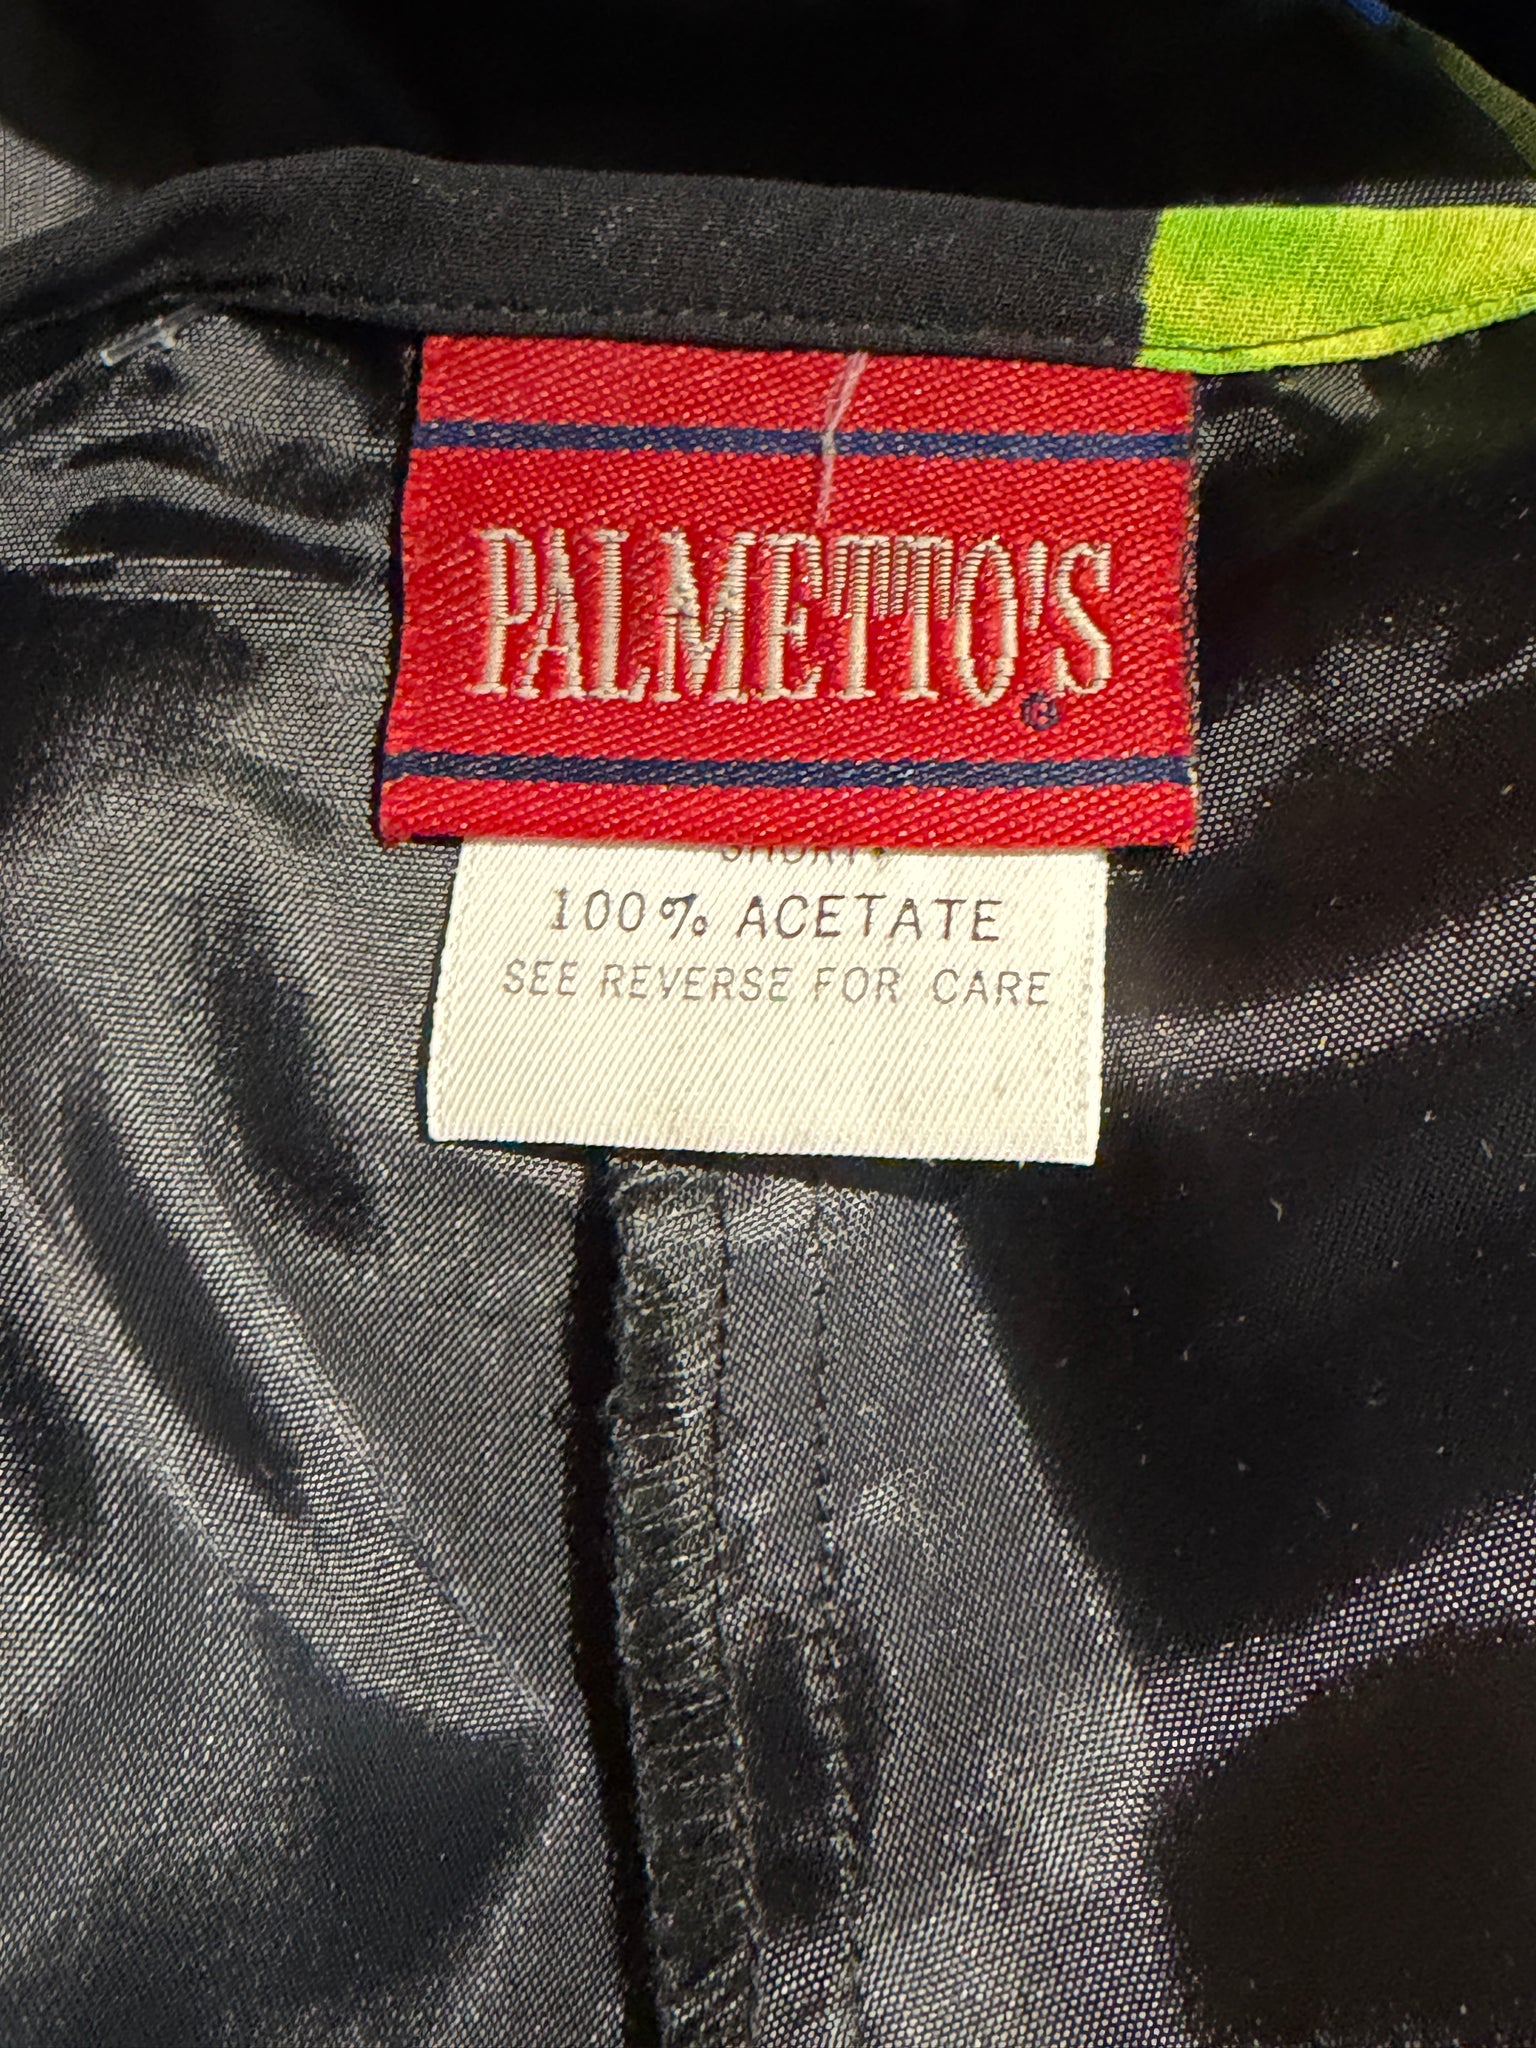 PALMETTO'S
®
100% ACETATE
SEE REVERSE FOR CARE